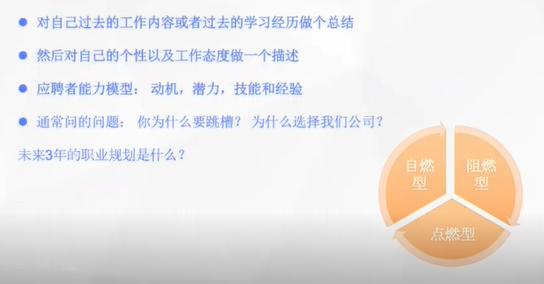 对自己过去的工作内容或者过去的学习经历做个总结
然后对自己的个性以及工作态度做一个描述
应聘者能力模型： 动机，潜力，技能和经验
通常问的问题： 你为什么要跳槽？ 为什么选择我们公司？
未来3年的职业规划是什么？
自燃
型
阻燃
型
点燃型